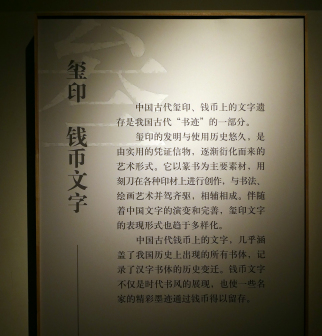 叁
玺印 钱币文字
中国古代玺印、钱币上的文字遗
存是我国古代“书迹”的一部分。
玺印的发明与使用历史悠久，是
由实用的凭证信物，逐渐衍化而来的
艺术形式。它以篆书为主要素材，用
刻刀在各种印材上进行创作，与书法、
绘画艺术并驾齐驱，相辅相成。伴随
着中国文字的演变和完善，玺印文字
的表现形式也趋于多样化。
中国古代钱币上的文字，几乎涵
盖了我国历史上出现的所有书体，记
录了汉字书体的历史变迁。钱币文字
不仅是时代书风的展现，也使一些名
家的精彩墨迹通过钱币得以留存。